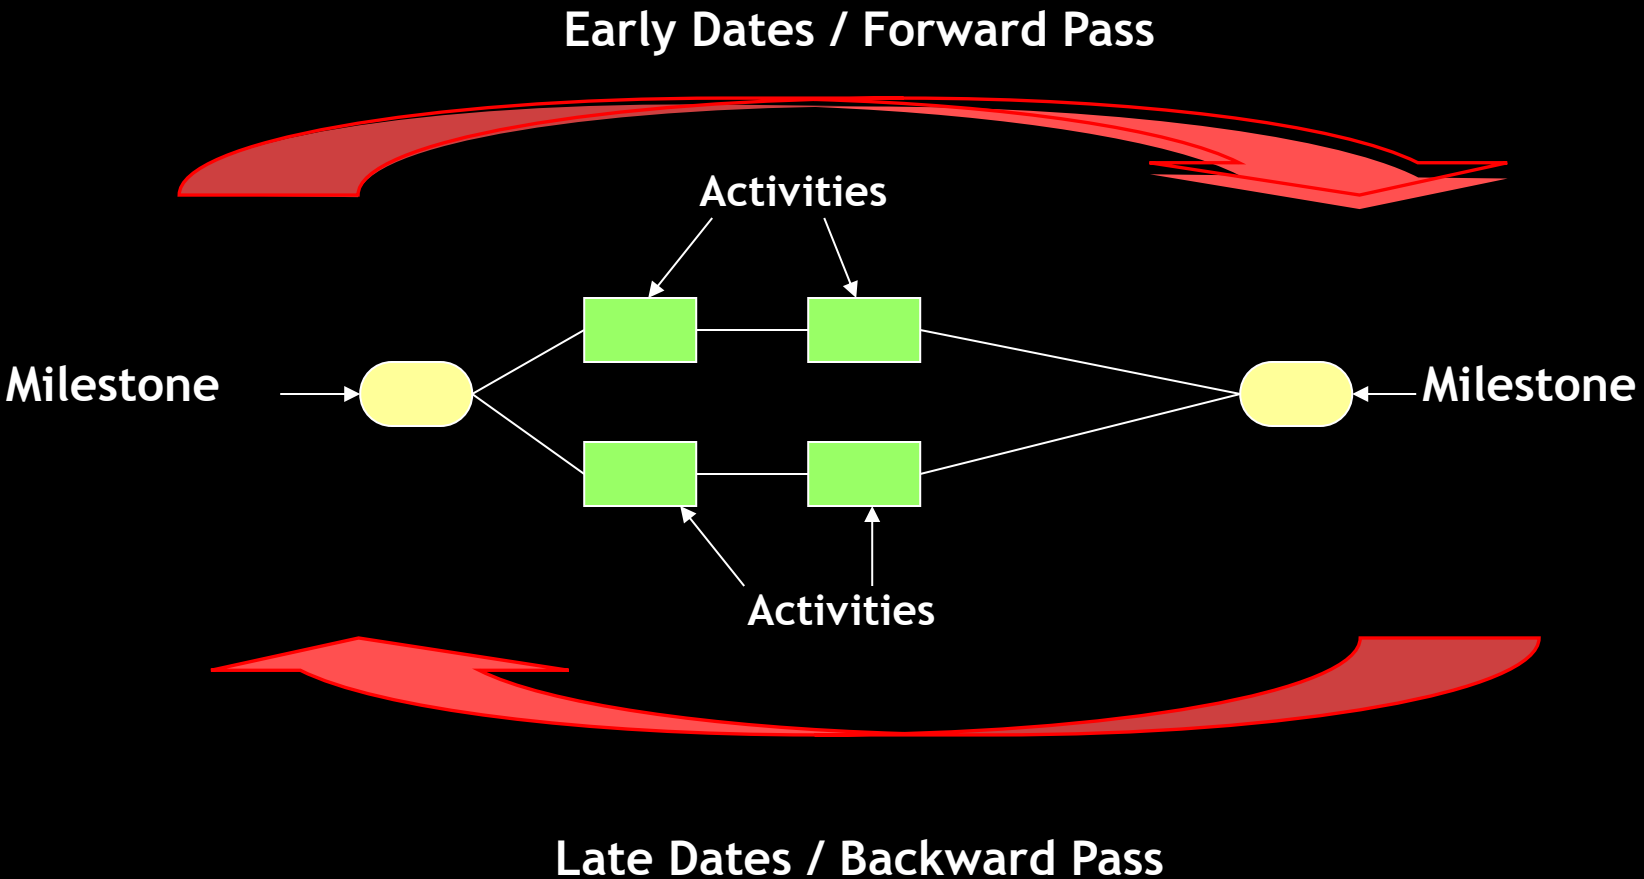 Early Dates / Forward Pass
Activities
Milestone
Milestone
Activities
Late Dates / Backward Pass